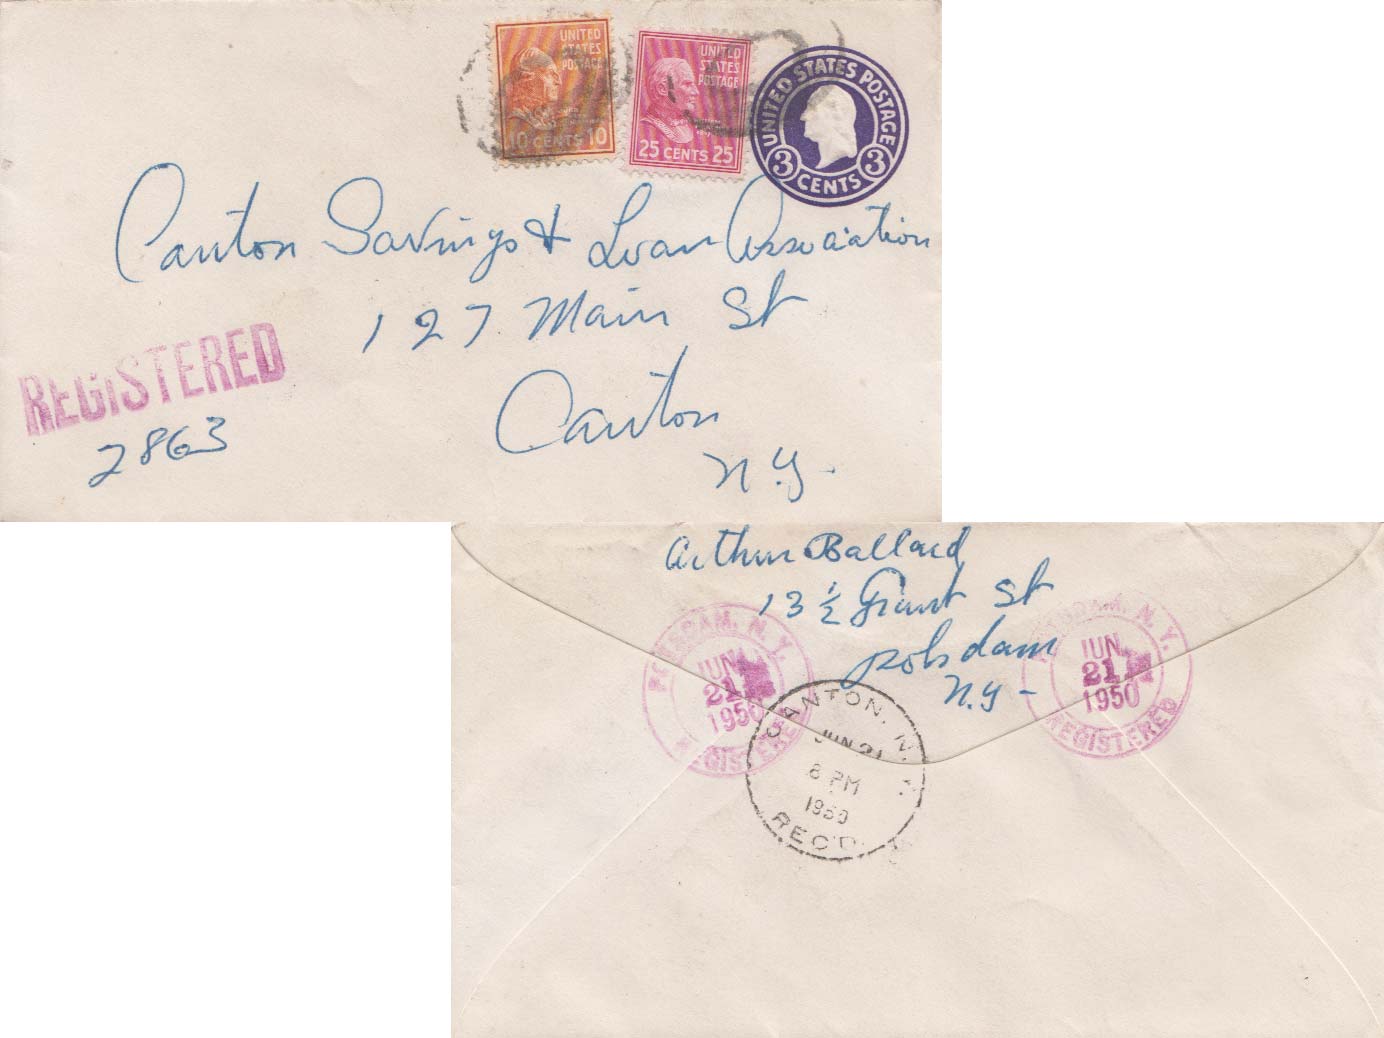 UNITED
STATES
POSTAGE
10 CENTS 10
UNITED
STATES
POSTAGE
25 CENTS 25
UNITED STATES POSTAGE
3 CENTS 3
Canton Savings & Loan Association
127 Main St
Canton
N.Y.
REGISTERED
2863
Arthur Ballard
13 1/2 Grant St
Potsdam
N.Y.
POTSDAM, N.Y.
JUN
21
1950
REGISTERED
POTSDAM, N.Y.
JUN
21
1950
REGISTERED
CANTON, N.Y.
JUN 21
8 PM
1950
REC'D.